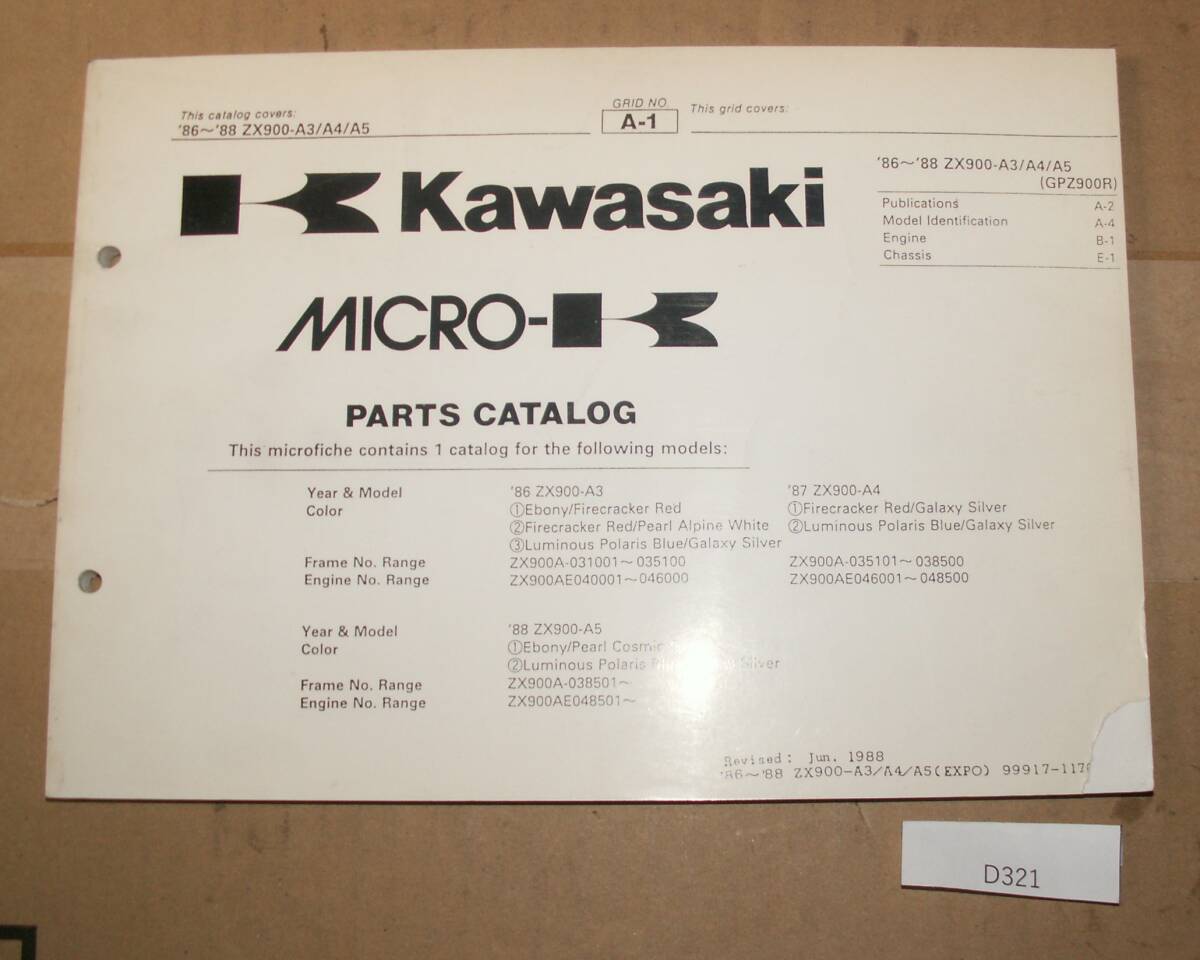 This catalog covers:
'86～'88 ZX900-A3/A4/A5
GRID NO.
A-1
This grid covers:
'86～'88 ZX900-A3/A4/A5
(GPZ900R)
Publications A-2
Model Identification A-4
Engine B-1
Chassis E-1
Kawasaki
MICRO-K
PARTS CATALOG
This microfiche contains 1 catalog for the following models:
Year & Model '86 ZX900-A3 '87 ZX900-A4
Color ①Ebony/Firecracker Red ①Firecracker Red/Galaxy Silver
②Firecracker Red/Pearl Alpine White ②Luminous Polaris Blue/Galaxy Silver
③Luminous Polaris Blue/Galaxy Silver
Frame No. Range ZX900A-031001～035100 ZX900A-035101～038500
Engine No. Range ZX900AE040001～046000 ZX900AE046001～048500
Year & Model '88 ZX900-A5
Color ①Ebony/Pearl Cosmic
②Luminous Polaris Silver
Frame No. Range ZX900A-038501～
Engine No. Range ZX900AE048501～
Revised: Jun. 1988
'86～'88 ZX900-A3/A4/A5(EXPO) 99917-117
D321